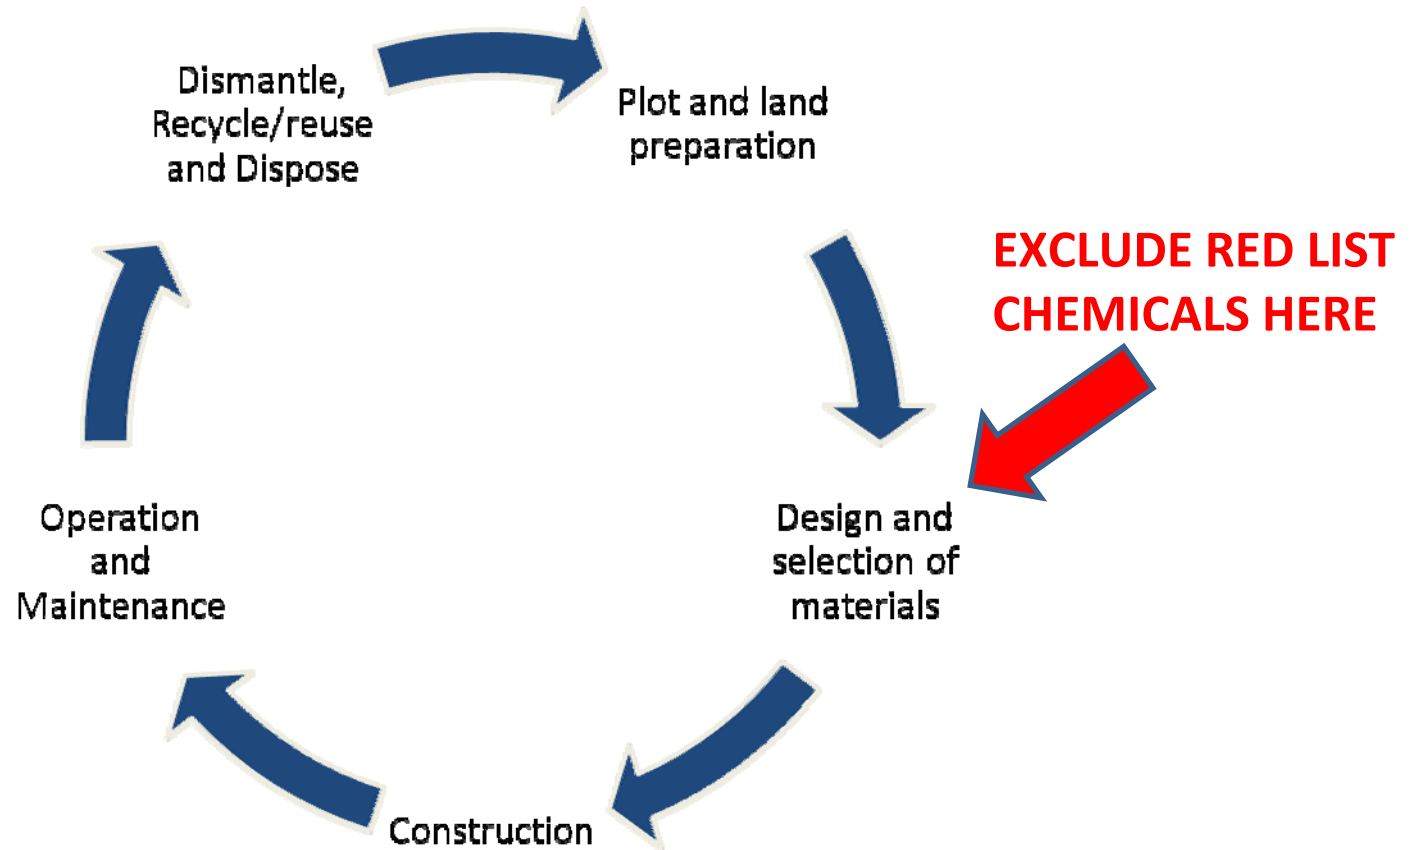 Dismantle,
Recycle/reuse
and Dispose
Plot and land
preparation
EXCLUDE RED LIST
CHEMICALS HERE
Design and
selection of
materials
Construction
Operation
and
Maintenance